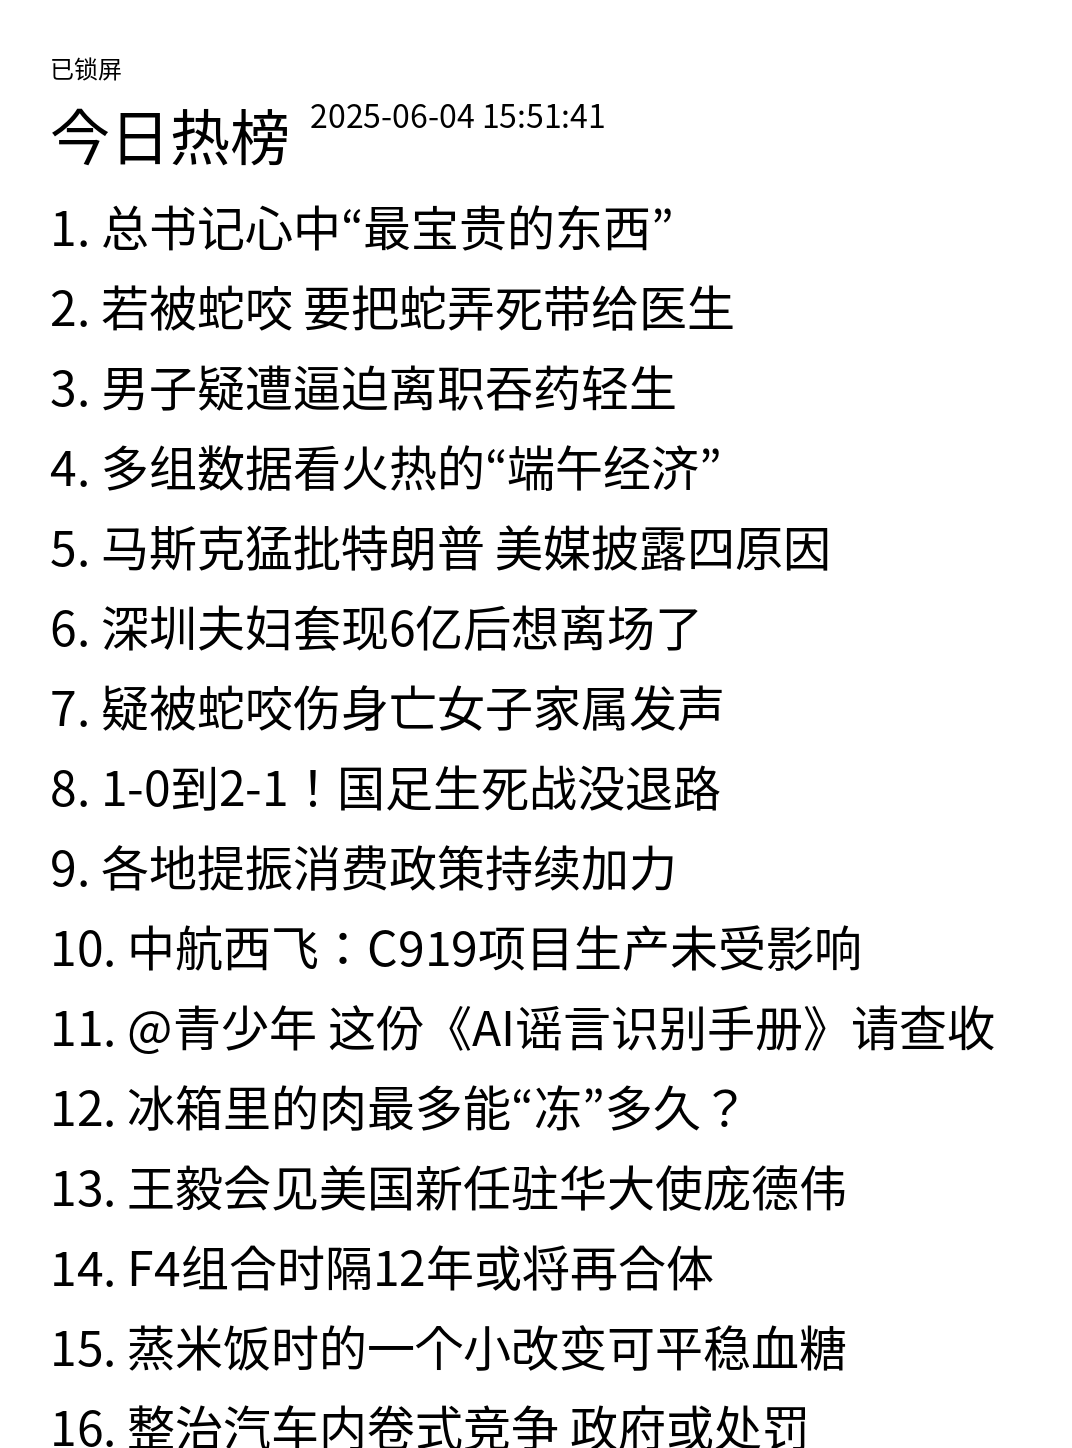 已锁屏
今日热榜 2025-06-04 15:51:41
1. 总书记心中“最宝贵的东西”
2. 若被蛇咬 要把蛇弄死带给医生
3. 男子疑遭逼迫离职吞药轻生
4. 多组数据看火热的“端午经济”
5. 马斯克猛批特朗普 美媒披露四原因
6. 深圳夫妇套现6亿后想离场了
7. 疑被蛇咬伤身亡女子家属发声
8. 1-0到2-1！国足生死战没退路
9. 各地提振消费政策持续加力
10. 中航西飞：C919项目生产未受影响
11. @青少年 这份《AI谣言识别手册》请查收
12. 冰箱里的肉最多能“冻”多久？
13. 王毅会见美国新任驻华大使庞德伟
14. F4组合时隔12年或将再合体
15. 蒸米饭时的一个小改变可平稳血糖
16. 整治汽车内卷式竞争 政府或处罚